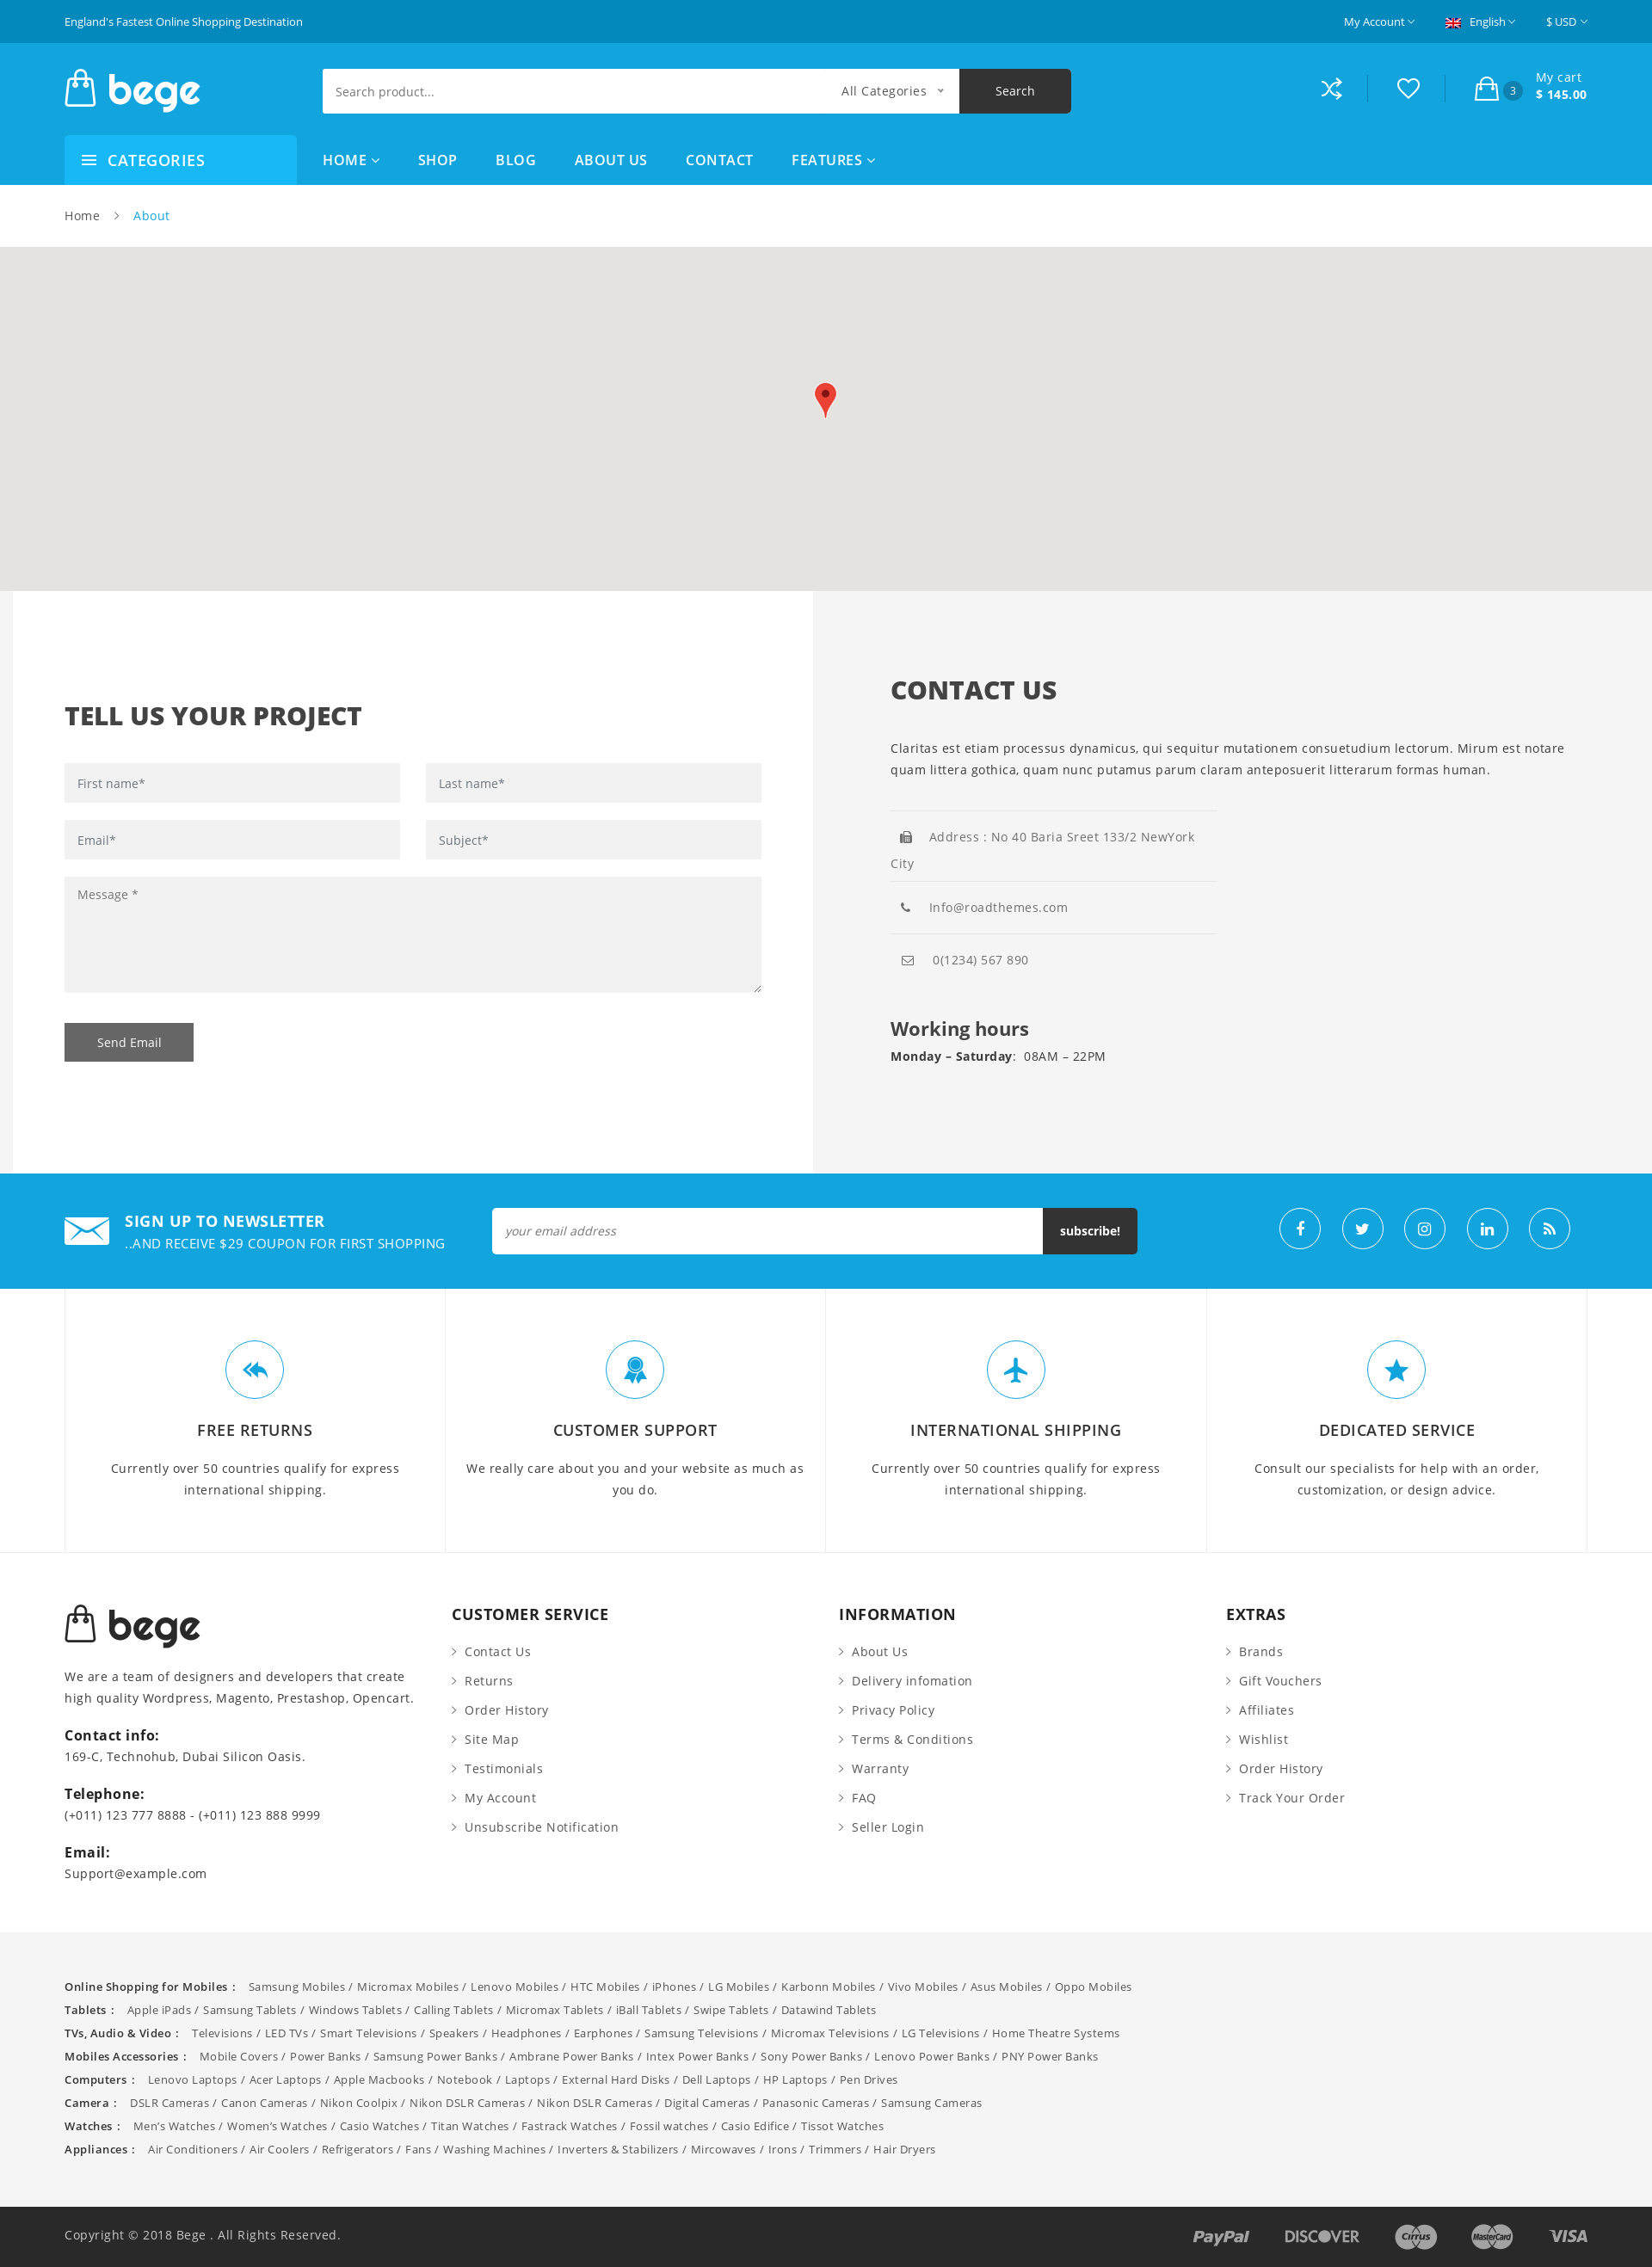 England's Fastest Online Shopping Destination
My Account
English
$ USD
bege
Search product...
All Categories
Search
3
My cart
$ 145.00
CATEGORIES
HOME
SHOP
BLOG
ABOUT US
CONTACT
FEATURES
Home
About
TELL US YOUR PROJECT
First name*
Last name*
Email*
Subject*
Message *
Send Email
CONTACT US
Claritas est etiam processus dynamicus, qui sequitur mutationem consuetudium lectorum. Mirum est notare
quam littera gothica, quam nunc putamus parum claram anteposuerit litterarum formas human.
Address : No 40 Baria Sreet 133/2 NewYork
City
Info@roadthemes.com
0(1234) 567 890
Working hours
Monday – Saturday: 08AM – 22PM
SIGN UP TO NEWSLETTER
..AND RECEIVE $29 COUPON FOR FIRST SHOPPING
your email address
subscribe!
FREE RETURNS
Currently over 50 countries qualify for express
international shipping.
CUSTOMER SUPPORT
We really care about you and your website as much as
you do.
INTERNATIONAL SHIPPING
Currently over 50 countries qualify for express
international shipping.
DEDICATED SERVICE
Consult our specialists for help with an order,
customization, or design advice.
bege
We are a team of designers and developers that create
high quality Wordpress, Magento, Prestashop, Opencart.
Contact info:
169-C, Technohub, Dubai Silicon Oasis.
Telephone:
(+011) 123 777 8888 - (+011) 123 888 9999
Email:
Support@example.com
CUSTOMER SERVICE
Contact Us
Returns
Order History
Site Map
Testimonials
My Account
Unsubscribe Notification
INFORMATION
About Us
Delivery infomation
Privacy Policy
Terms & Conditions
Warranty
FAQ
Seller Login
EXTRAS
Brands
Gift Vouchers
Affiliates
Wishlist
Order History
Track Your Order
Online Shopping for Mobiles : Samsung Mobiles / Micromax Mobiles / Lenovo Mobiles / HTC Mobiles / iPhones / LG Mobiles / Karbonn Mobiles / Vivo Mobiles / Asus Mobiles / Oppo Mobiles
Tablets : Apple iPads / Samsung Tablets / Windows Tablets / Calling Tablets / Micromax Tablets / iBall Tablets / Swipe Tablets / Datawind Tablets
TVs, Audio & Video : Televisions / LED TVs / Smart Televisions / Speakers / Headphones / Earphones / Samsung Televisions / Micromax Televisions / LG Televisions / Home Theatre Systems
Mobiles Accessories : Mobile Covers / Power Banks / Samsung Power Banks / Ambrane Power Banks / Intex Power Banks / Sony Power Banks / Lenovo Power Banks / PNY Power Banks
Computers : Lenovo Laptops / Acer Laptops / Apple Macbooks / Notebook / Laptops / External Hard Disks / Dell Laptops / HP Laptops / Pen Drives
Camera : DSLR Cameras / Canon Cameras / Nikon Coolpix / Nikon DSLR Cameras / Nikon DSLR Cameras / Digital Cameras / Panasonic Cameras / Samsung Cameras
Watches : Men’s Watches / Women’s Watches / Casio Watches / Titan Watches / Fastrack Watches / Fossil watches / Casio Edifice / Tissot Watches
Appliances : Air Conditioners / Air Coolers / Refrigerators / Fans / Washing Machines / Inverters & Stabilizers / Mircowaves / Irons / Trimmers / Hair Dryers
Copyright © 2018 Bege . All Rights Reserved.
PayPal
DISCOVER
Cirrus
MasterCard
VISA